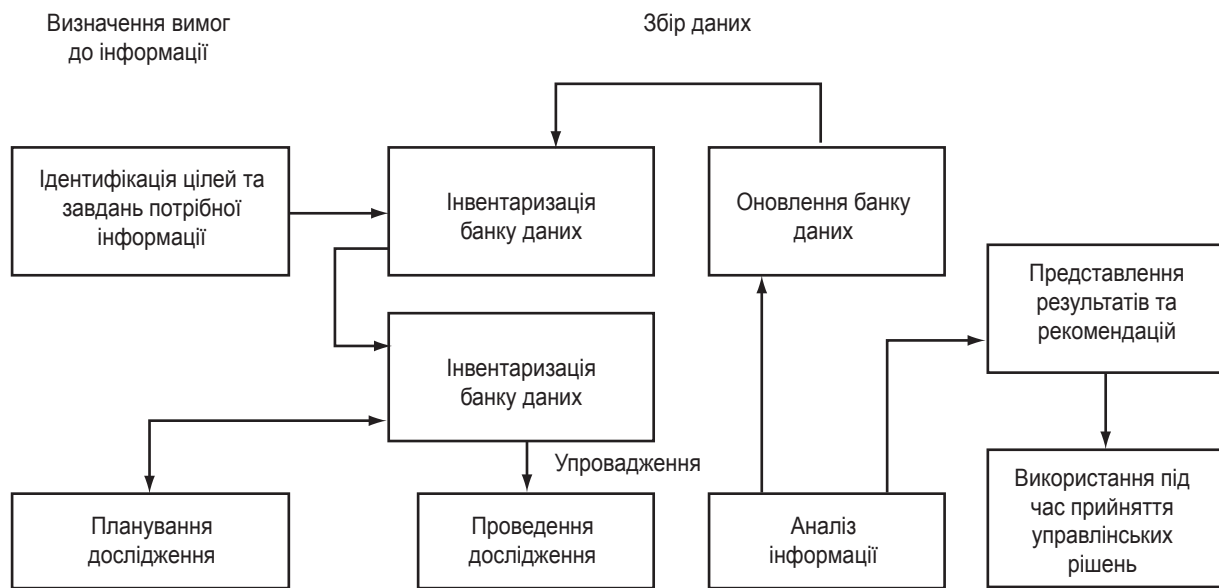 Визначення вимог
до інформації
Збір даних
Ідентифікація цілей та
завдань потрібної
інформації
Інвентаризація
банку даних
Оновлення банку
даних
Представлення
результатів та
рекомендацій
Інвентаризація
банку даних
Упровадження
Планування
дослідження
Проведення
дослідження
Аналіз
інформації
Використання під
час прийняття
управлінських
рішень